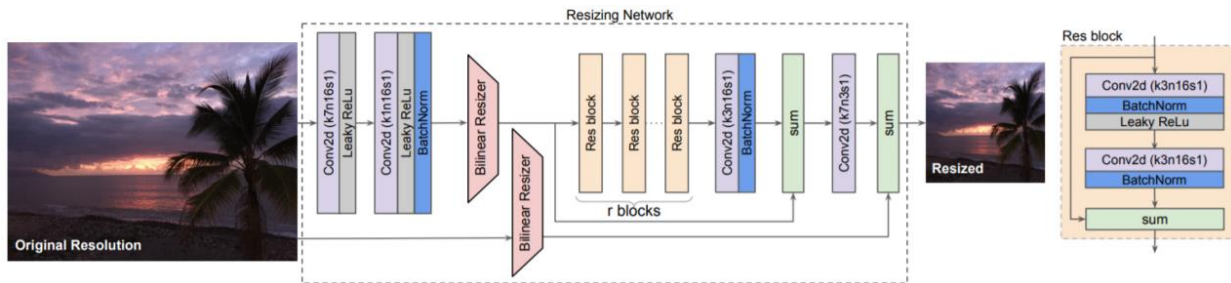 Resizing Network
Original Resolution
Conv2d (k7n16s1)
Leaky ReLu
Conv2d (k1n16s1)
Leaky ReLu
BatchNorm
Bilinear Resizer
Bilinear Resizer
Res block
Res block
Res block
r blocks
Conv2d (k3n16s1)
BatchNorm
sum
Conv2d (k7n3s1)
sum
Resized
Res block
Conv2d (k3n16s1)
BatchNorm
Leaky ReLu
Conv2d (k3n16s1)
BatchNorm
sum